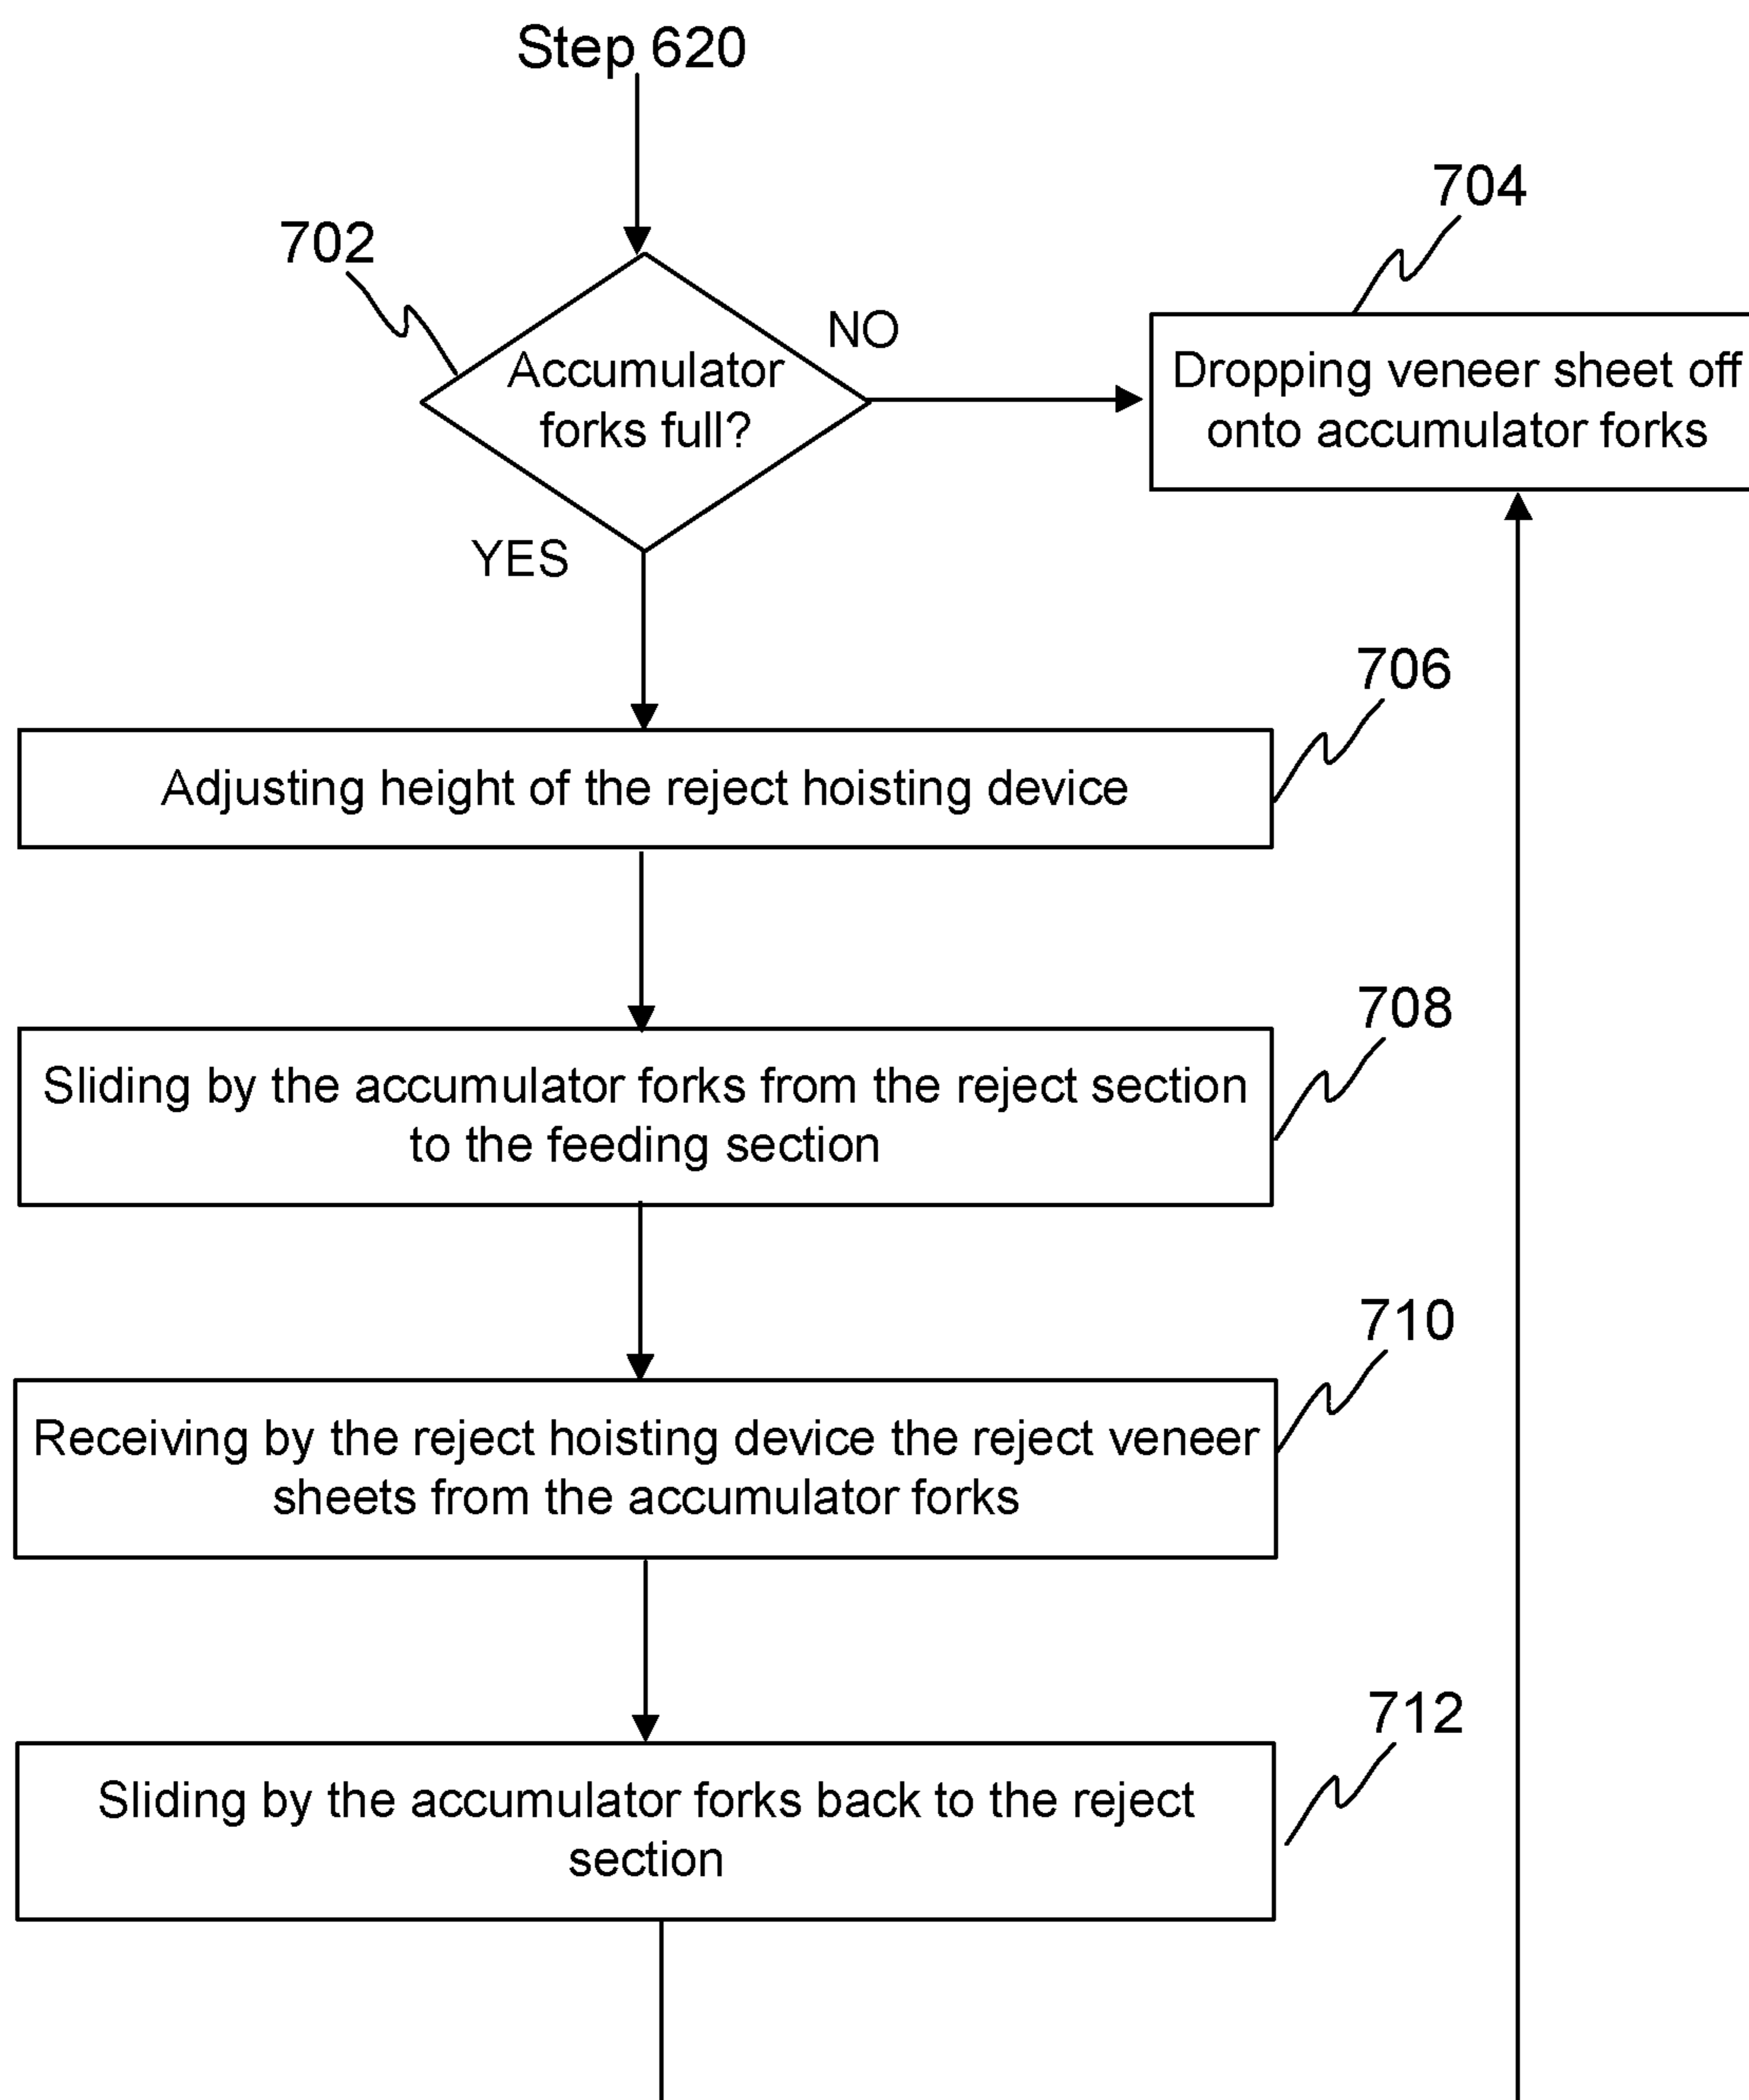 Step 620
702
704
NO
Accumulator
forks full?
Dropping veneer sheet off
onto accumulator forks
YES
706
Adjusting height of the reject hoisting device
708
Sliding by the accumulator forks from the reject section
to the feeding section
710
Receiving by the reject hoisting device the reject veneer
sheets from the accumulator forks
712
Sliding by the accumulator forks back to the reject
section